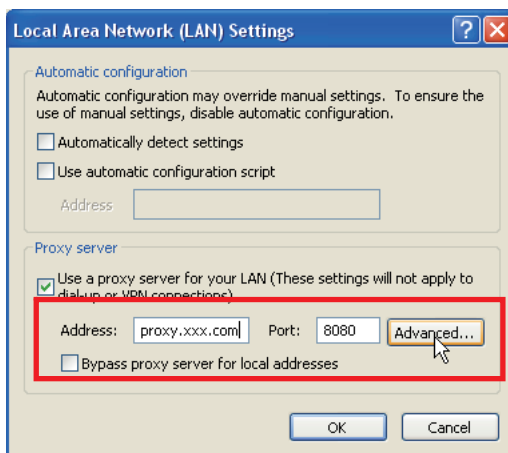 Local Area Network (LAN) Settings
Automatic configuration
Automatic configuration may override manual settings. To ensure the
use of manual settings, disable automatic configuration.
Automatically detect settings
Use automatic configuration script
Address
Proxy server
Use a proxy server for your LAN (These settings will not apply to
dial-up or VPN connections)
Address: proxy.xxx.com Port: 8080 Advanced...
Bypass proxy server for local addresses
OK Cancel